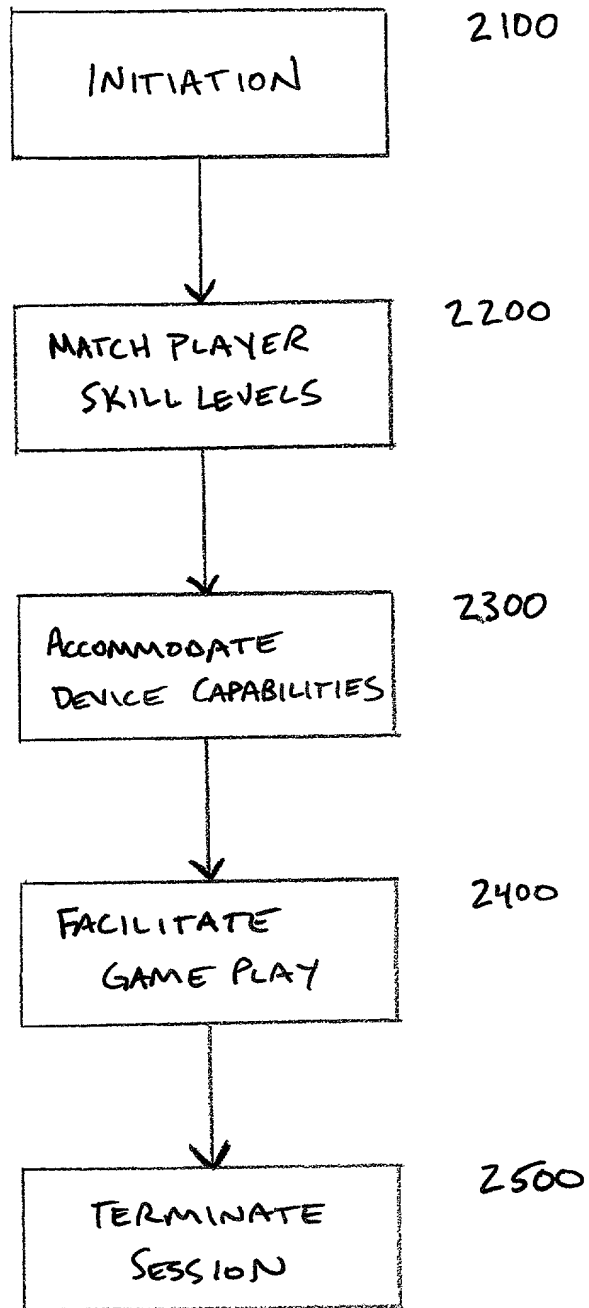 INITIATION
2100
MATCH PLAYER
SKILL LEVELS
2200
ACCOMMODATE
DEVICE CAPABILITIES
2300
FACILITATE
GAME PLAY
2400
TERMINATE
SESSION
2500